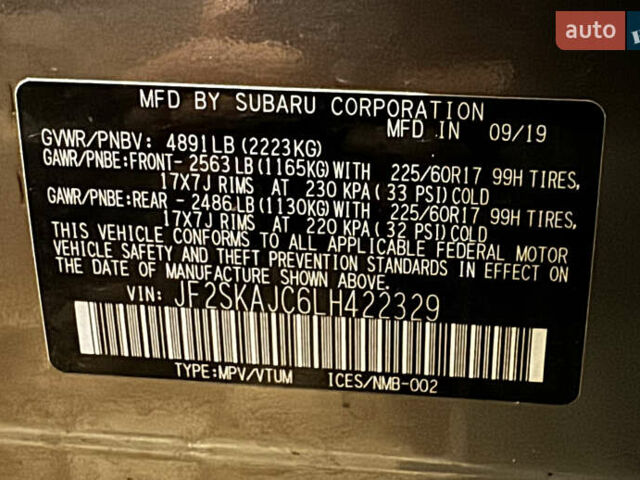 auto
MFD BY SUBARU CORPORATION
MFD IN 09/19
GVWR/PNBV: 4891LB (2223KG)
GAWR/PNBE:FRONT- 2563LB(1165KG)WITH 225/60R17 99H TIRES,
17X7J RIMS AT 230 KPA(33 PSI)COLD
GAWR/PNBE:REAR - 2486LB(1130KG)WITH 225/60R17 99H TIRES,
17X7J RIMS AT 220 KPA(32 PSI)COLD
THIS VEHICLE CONFORMS TO ALL APPLICABLE FEDERAL MOTOR
VEHICLE SAFETY AND THEFT PREVENTION STANDARDS IN EFFECT ON
THE DATE OF MANUFACTURE SHOWN ABOVE.
VIN: JF2SKAJC6LH422329
TYPE:MPV/VTUM ICES/NMB-002